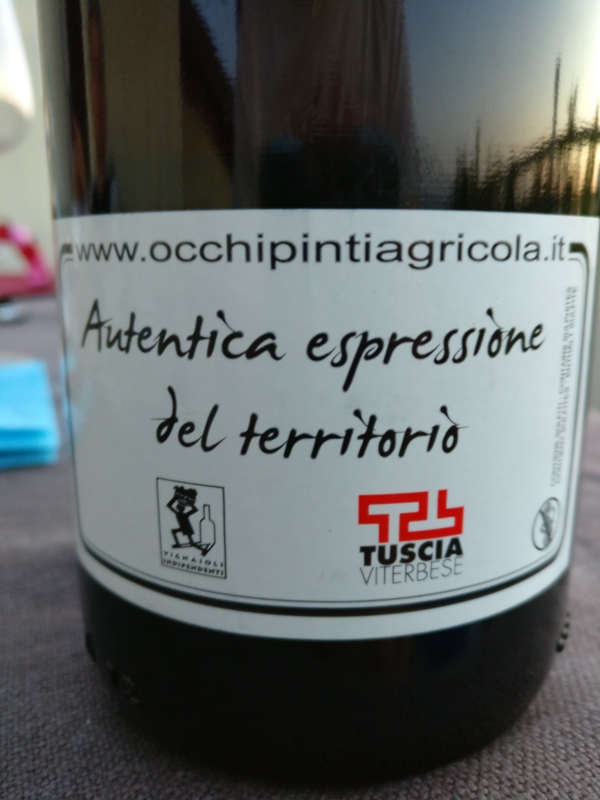 www.occhipintiagricola.it
Autentica espressione
del territorio
VIGNAIOLI
INDIPENDENTI
TUSCIA
VITERBESE